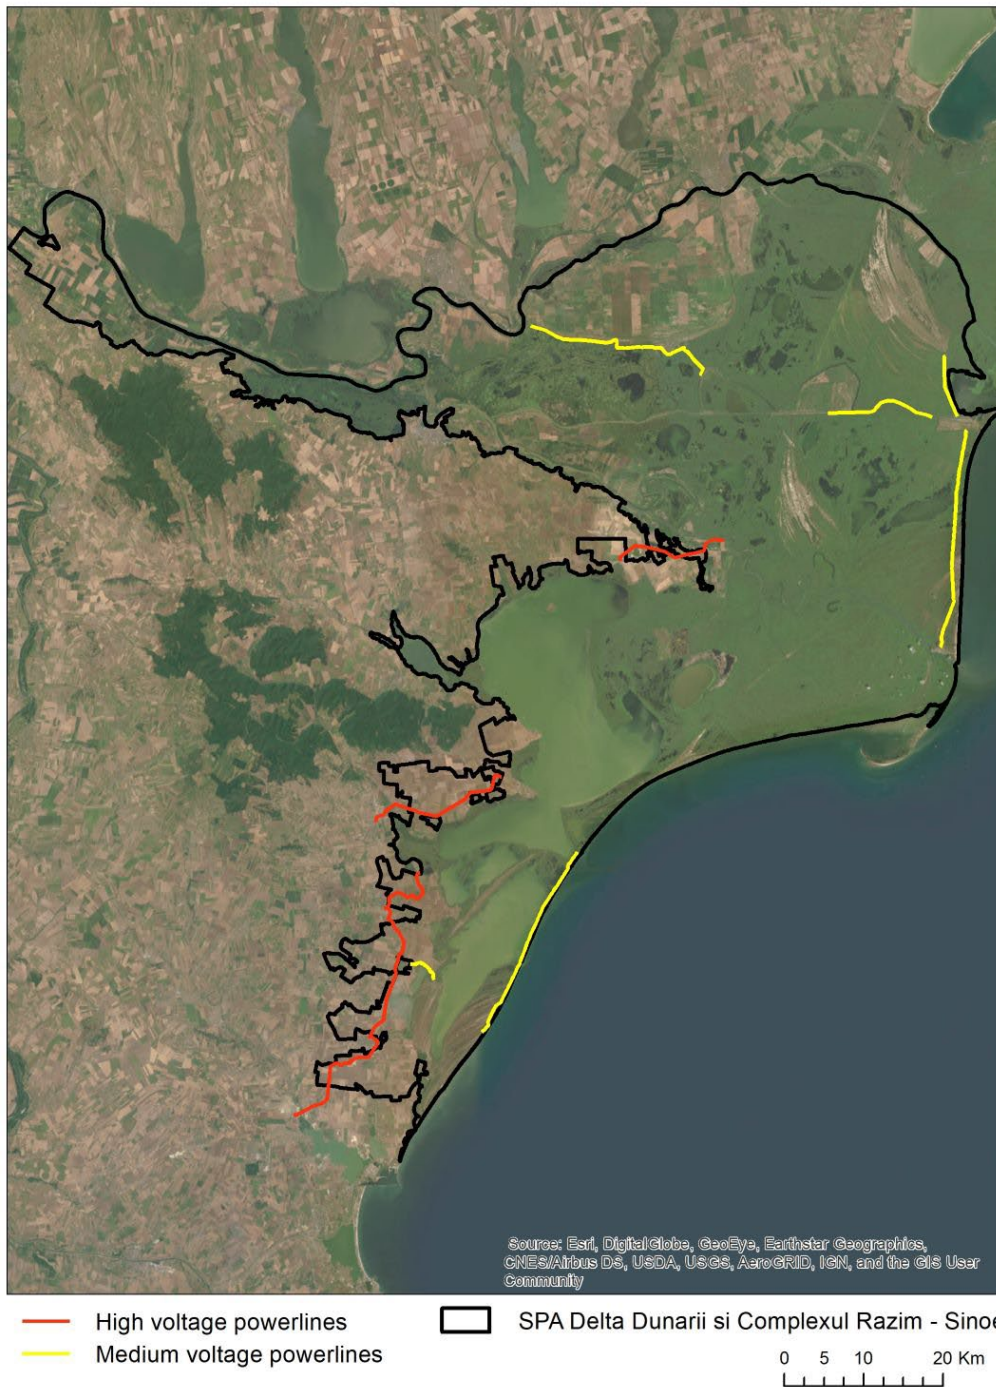 Source: Esri, DigitalGlobe, GeoEye, Earthstar Geographics,
CNES/Airbus DS, USDA, USGS, AeroGRID, IGN, and the GIS User
Community
High voltage powerlines
SPA Delta Dunarii si Complexul Razim - Sinoe
Medium voltage powerlines
0 5 10 20 Km